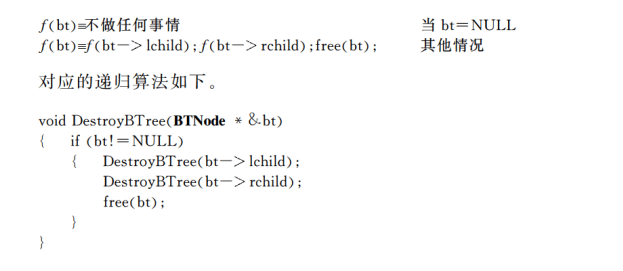 f(bt)≡不做任何事情 当 bt=NULL
f(bt)≡f(bt—>lchild);f(bt—>rchild);free(bt); 其他情况
对应的递归算法如下。
void DestroyBTree(BTNode * &bt)
{ if (bt!=NULL)
{ DestroyBTree(bt—>lchild);
DestroyBTree(bt—>rchild);
free(bt);
}
}